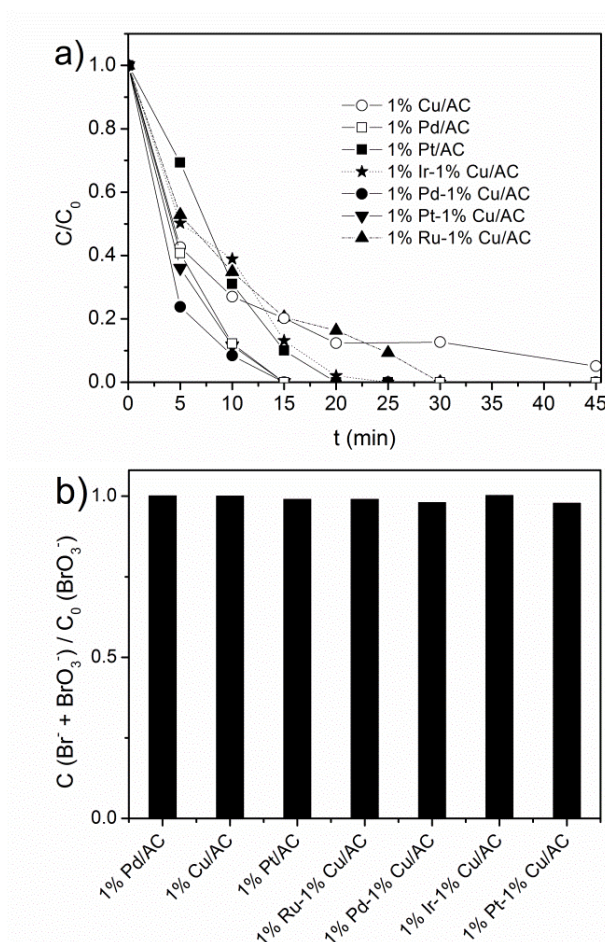 a)
1.0
0.8
0.6
0.4
0.2
0.0
C/C₀
1% Cu/AC
1% Pd/AC
1% Pt/AC
1% Ir-1% Cu/AC
1% Pd-1% Cu/AC
1% Pt-1% Cu/AC
1% Ru-1% Cu/AC
0 5 10 15 20 25 30 35 40 45
t (min)
b)
1.0
0.5
0.0
C (Br⁻ + BrO₃⁻) / C₀ (BrO₃⁻)
1% Pd/AC
1% Cu/AC
1% Pt/AC
1% Ru-1% Cu/AC
1% Pd-1% Cu/AC
1% Ir-1% Cu/AC
1% Pt-1% Cu/AC